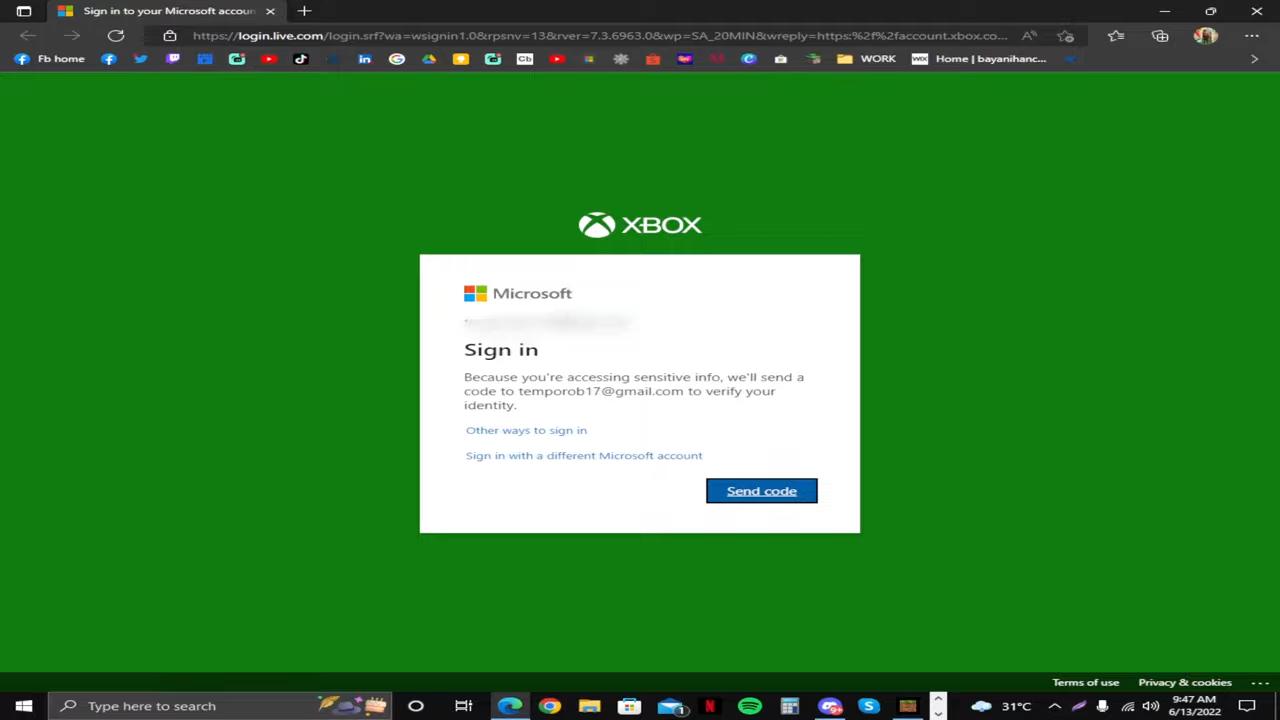 Sign in to your Microsoft accoun
https://login.live.com/login.srf?wa=wsignin1.0&rpsnv=13&rver=7.3.6963.0&wp=SA_20MIN&wreply=https:%2f%2faccount.xbox.co...
Fb home
Cb
WORK
WIX Home | bayanihanc...
XBOX
Microsoft
Sign in
Because you're accessing sensitive info, we'll send a
code to temporob17@gmail.com to verify your
identity.
Other ways to sign in
Sign in with a different Microsoft account
Send code
Terms of use Privacy & cookies ...
Type here to search
31°C
9:47 AM
6/13/2022